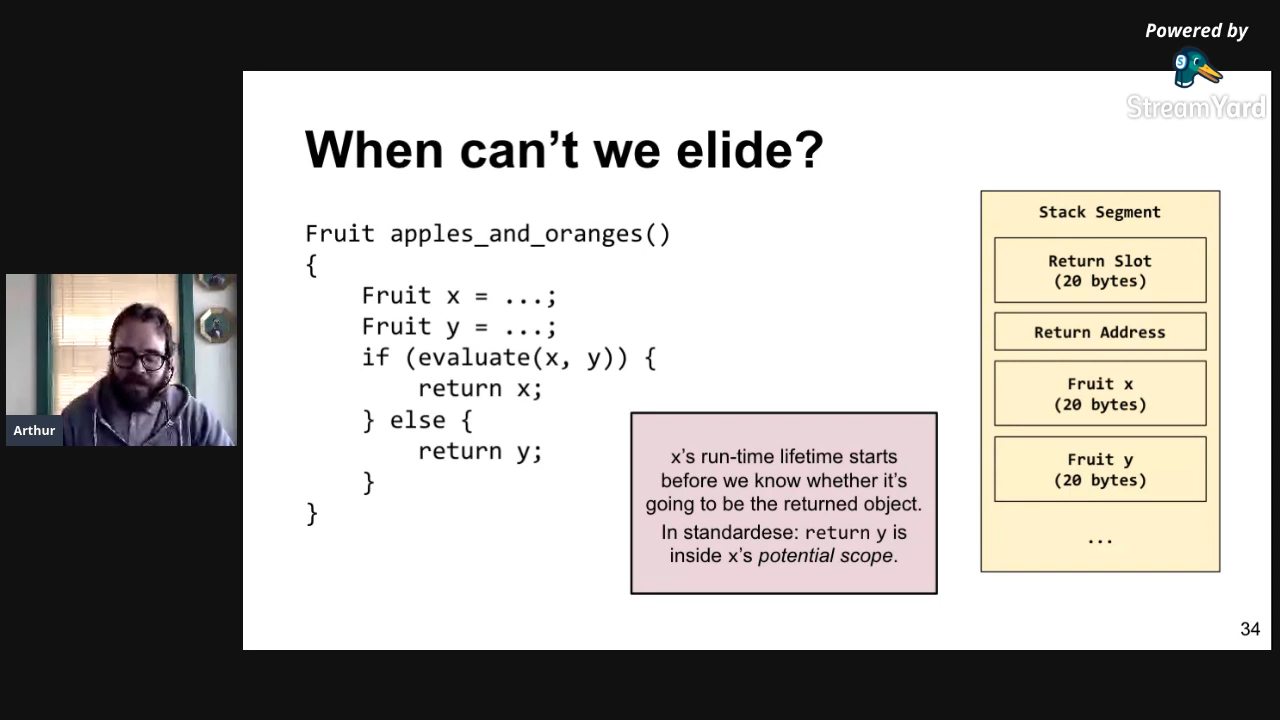 Powered by
StreamYard
When can’t we elide?
Fruit apples_and_oranges()
{
    Fruit x = ...;
    Fruit y = ...;
    if (evaluate(x, y)) {
        return x;
    } else {
        return y;
    }
}
x’s run-time lifetime starts
before we know whether it’s
going to be the returned object.
In standardese: return y is
inside x’s potential scope.
Stack Segment
Return Slot
(20 bytes)
Return Address
Fruit x
(20 bytes)
Fruit y
(20 bytes)
...
Arthur
34